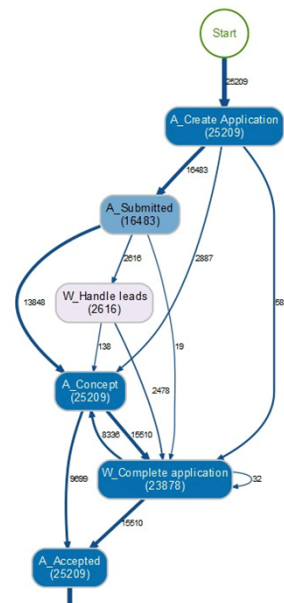 Start
25209
A_Create Application
(25209)
16483
A_Submitted
(16483)
2616
2887
58
W_Handle leads
(2616)
13848
138
19
2478
A_Concept
(25209)
8336
15510
W_Complete application
(23878)
32
9699
15510
A_Accepted
(25209)